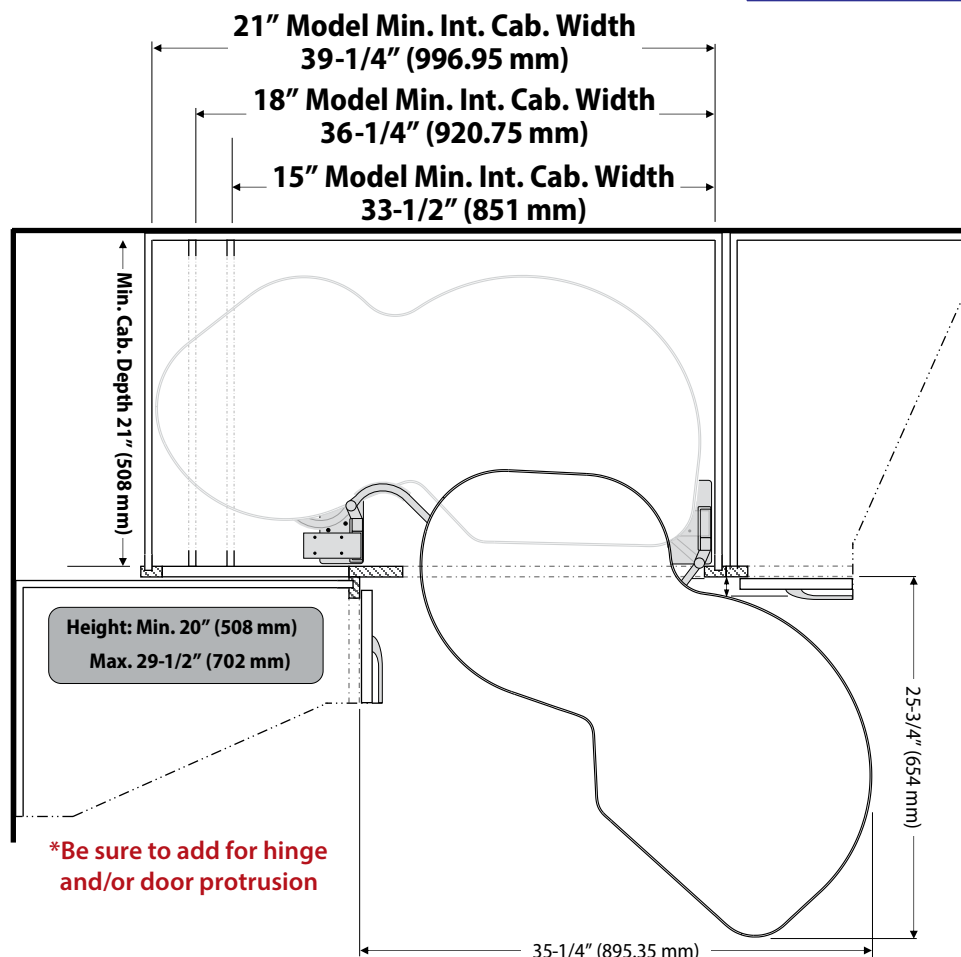 21” Model Min. Int. Cab. Width
39-1/4” (996.95 mm)
18” Model Min. Int. Cab. Width
36-1/4” (920.75 mm)
15” Model Min. Int. Cab. Width
33-1/2” (851 mm)
Min. Cab. Depth 21” (508 mm)
Height: Min. 20” (508 mm)
Max. 29-1/2” (702 mm)
25-3/4” (654 mm)
*Be sure to add for hinge
and/or door protrusion
35-1/4” (895.35 mm)